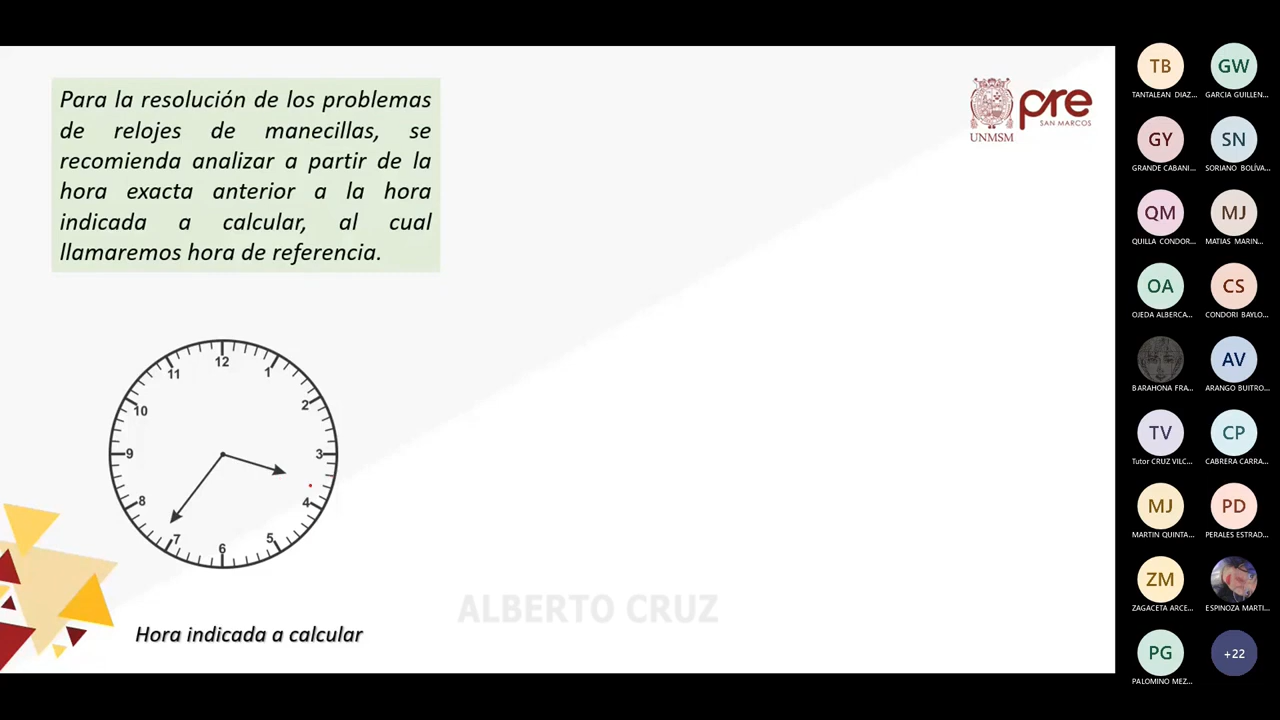 Para la resolución de los problemas
de relojes de manecillas, se
recomienda analizar a partir de la
hora exacta anterior a la hora
indicada a calcular, al cual
llamaremos hora de referencia.
UNMSM
pre
SAN MARCOS
12
11
1
10
2
9
3
8
4
7
5
6
Hora indicada a calcular
ALBERTO CRUZ
TB
GW
TANTALEAN DIAZ...
GARCIA GUILLEN...
GY
SN
GRANDE CABANI...
SORIANO BOLÍVA...
QM
MJ
QUILLA CONDOR...
MATIAS MARIN...
OA
CS
OJEDA ALBERCA...
CONDORI BAYLO...
AV
BARAHONA FRA...
ARANGO BUITRO...
TV
CP
Tutor CRUZ VILC...
CABRERA CARRA...
MJ
PD
MARTIN QUINTA...
PERALES ESTRAD...
ZM
ZAGACETA ARCE...
ESPINOZA MARTI...
PG
+22
PALOMINO MEZ...